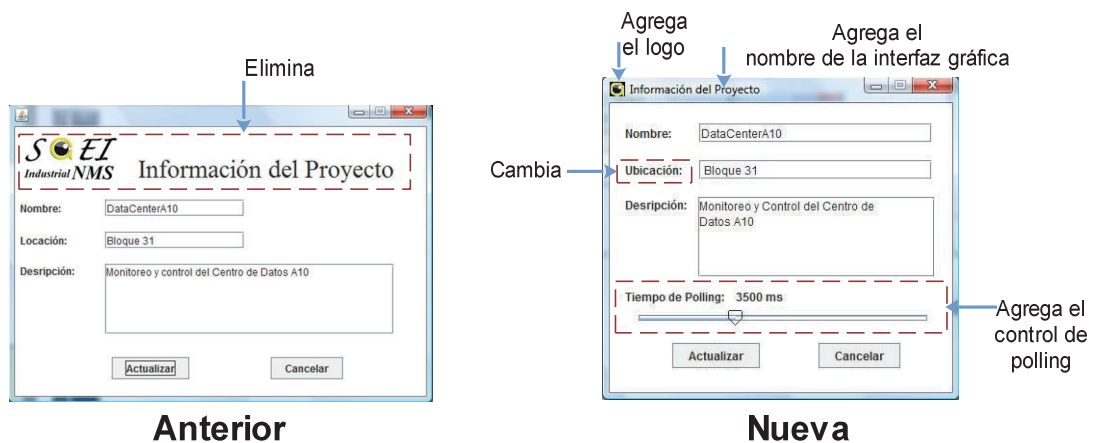 Elimina
S GEI
Industrial NMS
Información del Proyecto
Nombre:
DataCenterA10
Locación:
Bloque 31
Desripción:
Monitoreo y control del Centro de Datos A10
Actualizar
Cancelar
Anterior
Agrega
el logo
Agrega el
nombre de la interfaz gráfica
Información del Proyecto
Nombre:
DataCenterA10
Cambia
Ubicación:
Bloque 31
Desripción:
Monitoreo y Control del Centro de
Datos A10
Tiempo de Polling: 3500 ms
Agrega el
control de
polling
Actualizar
Cancelar
Nueva